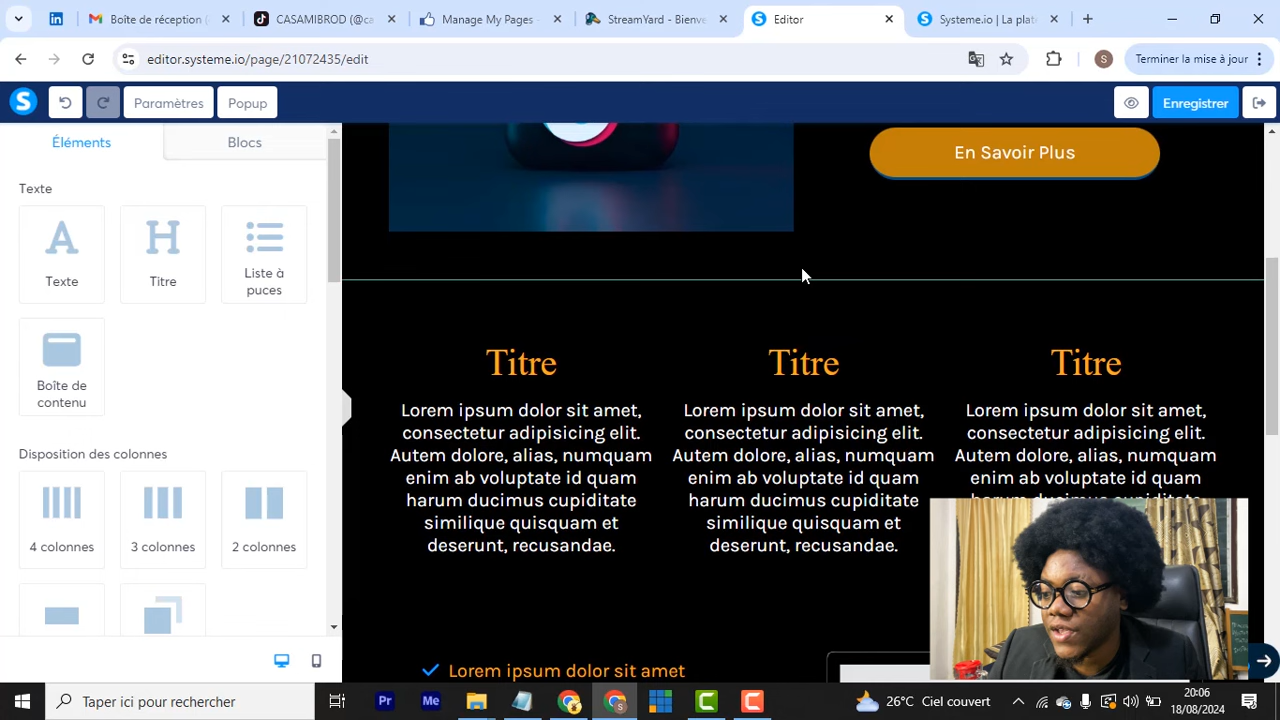 Boîte de réception (
CASAMIBROD (@ca
Manage My Pages -
StreamYard - Bienve
Editor
Systeme.io | La plate
editor.systeme.io/page/21072435/edit
S
Terminer la mise à jour
S
Paramètres
Popup
Enregistrer
Éléments
Blocs
Texte
A
Texte
H
Titre
Liste à
puces
Boîte de
contenu
Disposition des colonnes
4 colonnes
3 colonnes
2 colonnes
En Savoir Plus
Titre
Lorem ipsum dolor sit amet,
consectetur adipisicing elit.
Autem dolore, alias, numquam
enim ab voluptate id quam
harum ducimus cupiditate
similique quisquam et
deserunt, recusandae.
Titre
Lorem ipsum dolor sit amet,
consectetur adipisicing elit.
Autem dolore, alias, numquam
enim ab voluptate id quam
harum ducimus cupiditate
similique quisquam et
deserunt, recusandae.
Titre
Lorem ipsum dolor sit amet,
consectetur adipisicing elit.
Autem dolore, alias, numquam
enim ab voluptate id quam
Lorem ipsum dolor sit amet
Taper ici pour rechercher
Pr
Me
26°C Ciel couvert
20:06
18/08/2024